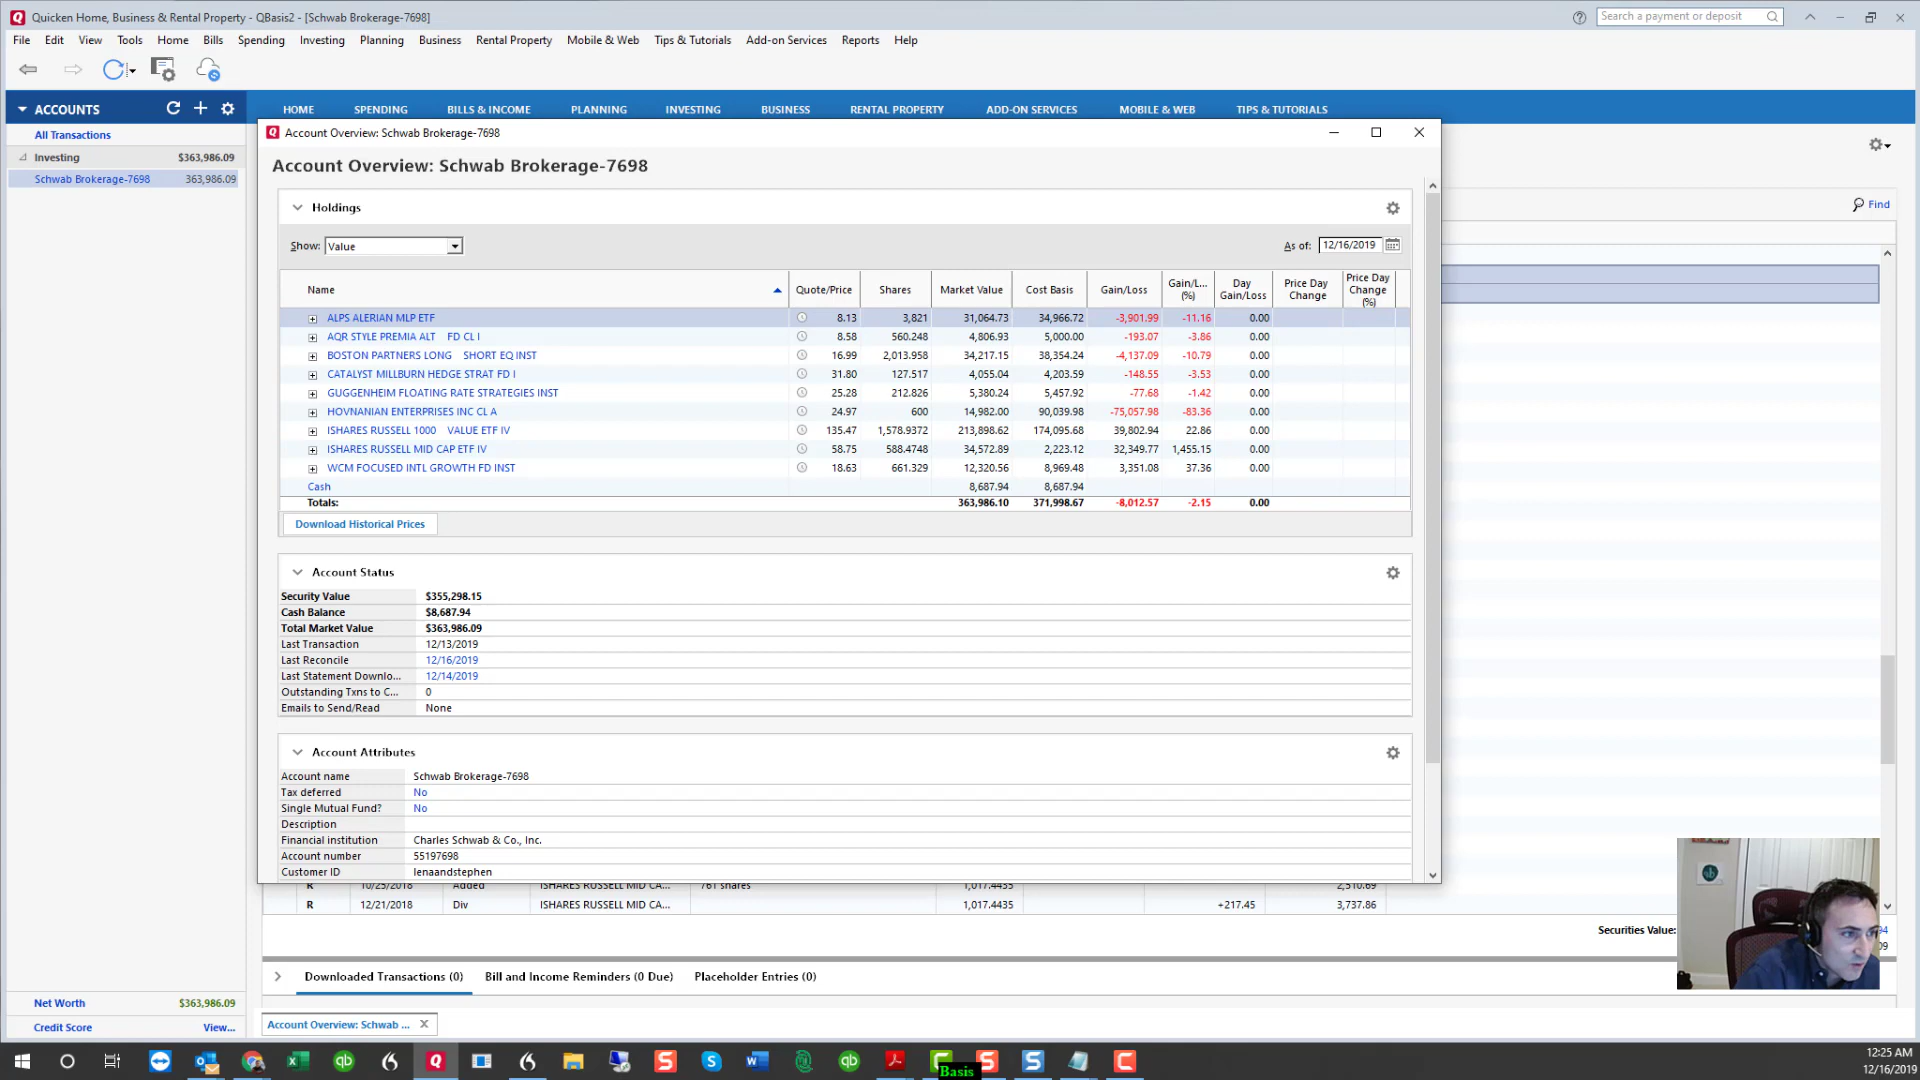 Quicken Home, Business & Rental Property - QBasis2 - [Schwab Brokerage-7698]
Search a payment or deposit
File Edit View Tools Home Bills Spending Investing Planning Business Rental Property Mobile & Web Tips & Tutorials Add-on Services Reports Help
ACCOUNTS
HOME SPENDING BILLS & INCOME PLANNING INVESTING BUSINESS RENTAL PROPERTY ADD-ON SERVICES MOBILE & WEB TIPS & TUTORIALS
All Transactions
Investing $363,986.09
Schwab Brokerage-7698 363,986.09
Account Overview: Schwab Brokerage-7698
Account Overview: Schwab Brokerage-7698
Find
Holdings
Show: Value
As of: 12/16/2019
Name Quote/Price Shares Market Value Cost Basis Gain/Loss Gain/L... (%) Day Gain/Loss Price Day Change Price Day Change (%)
ALPS ALERIAN MLP ETF 8.13 3,821 31,064.73 34,966.72 -3,901.99 -11.16 0.00
AQR STYLE PREMIA ALT FD CL I 8.58 560.248 4,806.93 5,000.00 -193.07 -3.86 0.00
BOSTON PARTNERS LONG SHORT EQ INST 16.99 2,013.958 34,217.15 38,354.24 -4,137.09 -10.79 0.00
CATALYST MILLBURN HEDGE STRAT FD I 31.80 127.517 4,055.04 4,203.59 -148.55 -3.53 0.00
GUGGENHEIM FLOATING RATE STRATEGIES INST 25.28 212.826 5,380.24 5,457.92 -77.68 -1.42 0.00
HOVNANIAN ENTERPRISES INC CL A 24.97 600 14,982.00 90,039.98 -75,057.98 -83.36 0.00
ISHARES RUSSELL 1000 VALUE ETF IV 135.47 1,578.9372 213,898.62 174,095.68 39,802.94 22.86 0.00
ISHARES RUSSELL MID CAP ETF IV 58.75 588.4748 34,572.89 2,223.12 32,349.77 1,455.15 0.00
WCM FOCUSED INTL GROWTH FD INST 18.63 661.329 12,320.56 8,969.48 3,351.08 37.36 0.00
Cash 8,687.94 8,687.94
Totals: 363,986.10 371,998.67 -8,012.57 -2.15 0.00
Download Historical Prices
Account Status
Security Value $355,298.15
Cash Balance $8,687.94
Total Market Value $363,986.09
Last Transaction 12/13/2019
Last Reconcile 12/16/2019
Last Statement Downlo... 12/14/2019
Outstanding Txns to C... 0
Emails to Send/Read None
Account Attributes
Account name Schwab Brokerage-7698
Tax deferred No
Single Mutual Fund? No
Description
Financial institution Charles Schwab & Co., Inc.
Account number 55197698
Customer ID lenaandstephen
R 10/25/2018 Added ISHARES RUSSELL MID CA... 761 shares 1,017.4435 2,510.69
R 12/21/2018 Div ISHARES RUSSELL MID CA... 1,017.4435 +217.45 3,737.86
Securities Value:
Downloaded Transactions (0) Bill and Income Reminders (0 Due) Placeholder Entries (0)
Net Worth $363,986.09
Credit Score View...
Account Overview: Schwab ...
Basis
12:25 AM
12/16/2019